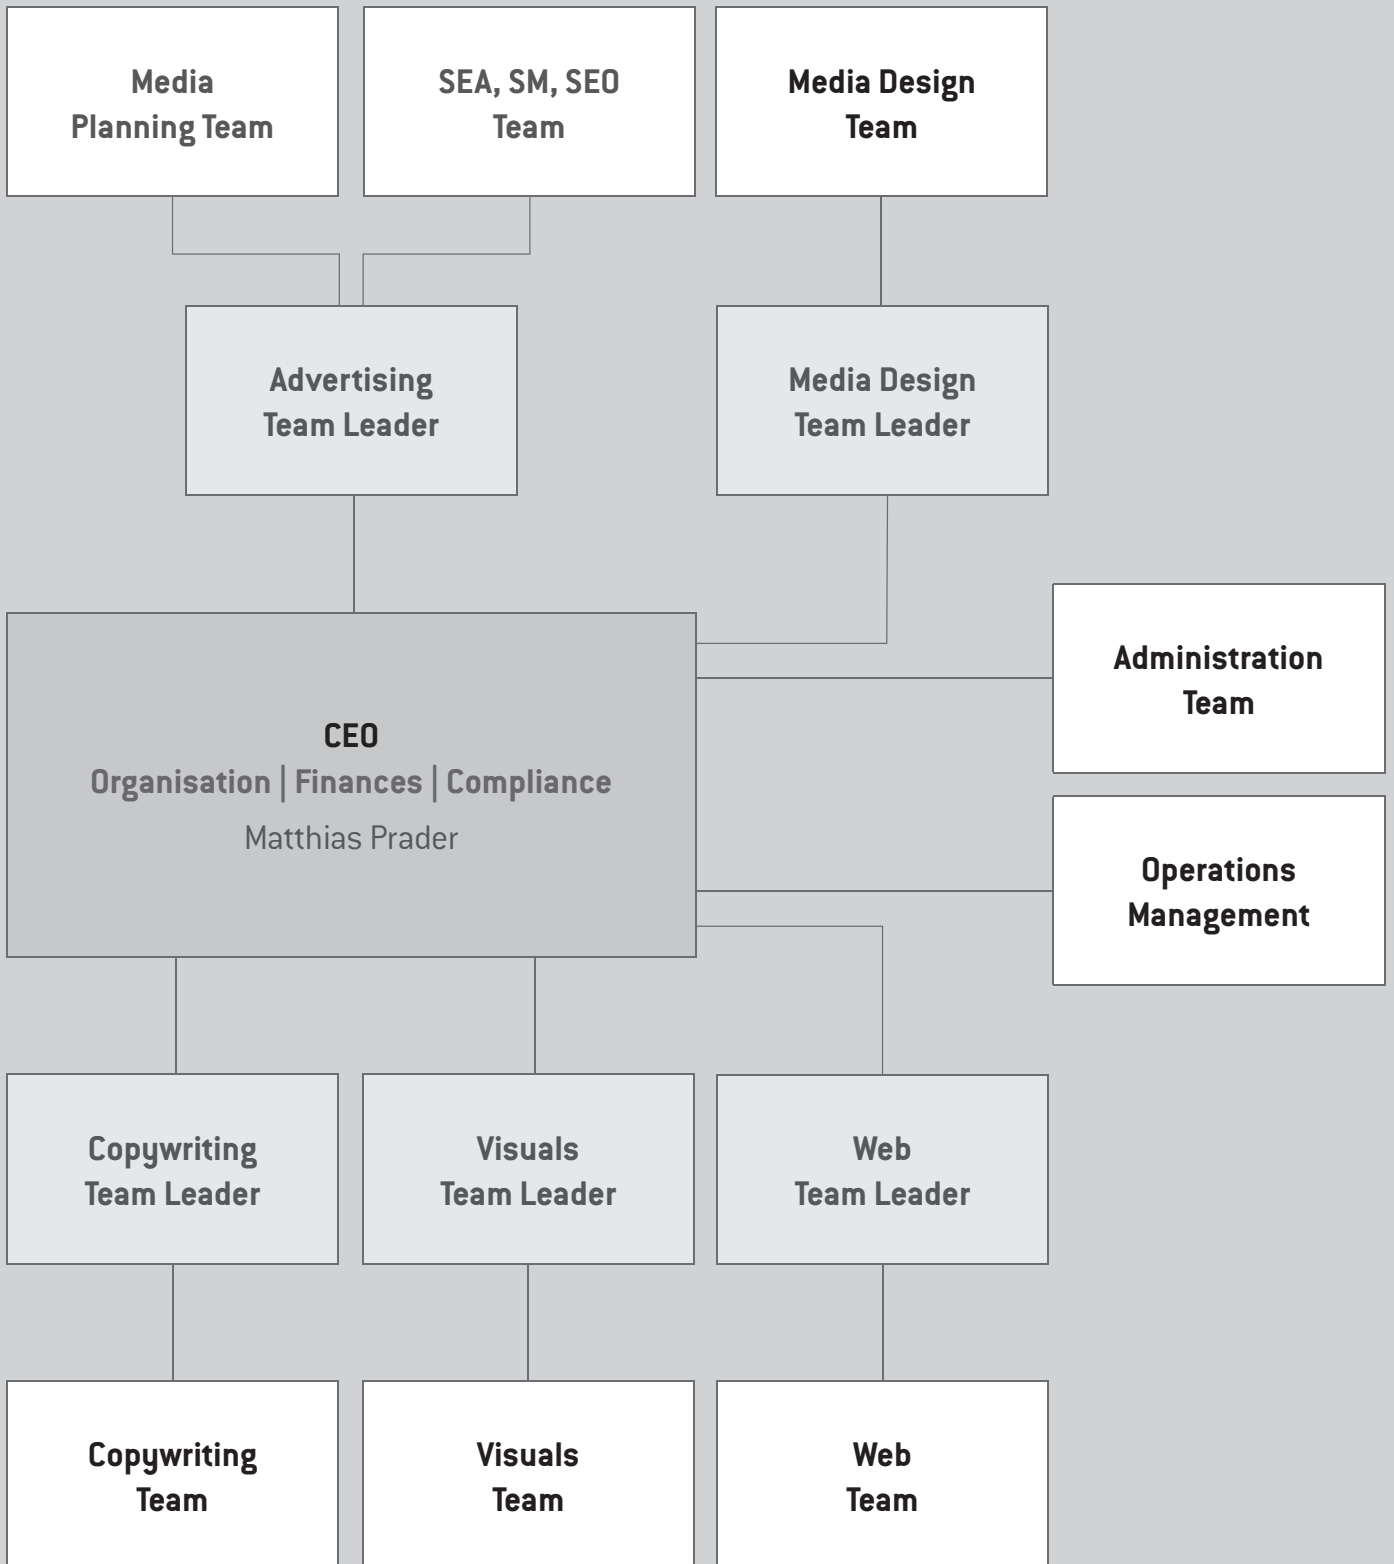 Media
Planning Team
SEA, SM, SEO
Team
Media Design
Team
Advertising
Team Leader
Media Design
Team Leader
Administration
Team
CEO
Organisation | Finances | Compliance
Matthias Prader
Operations
Management
Copywriting
Team Leader
Visuals
Team Leader
Web
Team Leader
Copywriting
Team
Visuals
Team
Web
Team